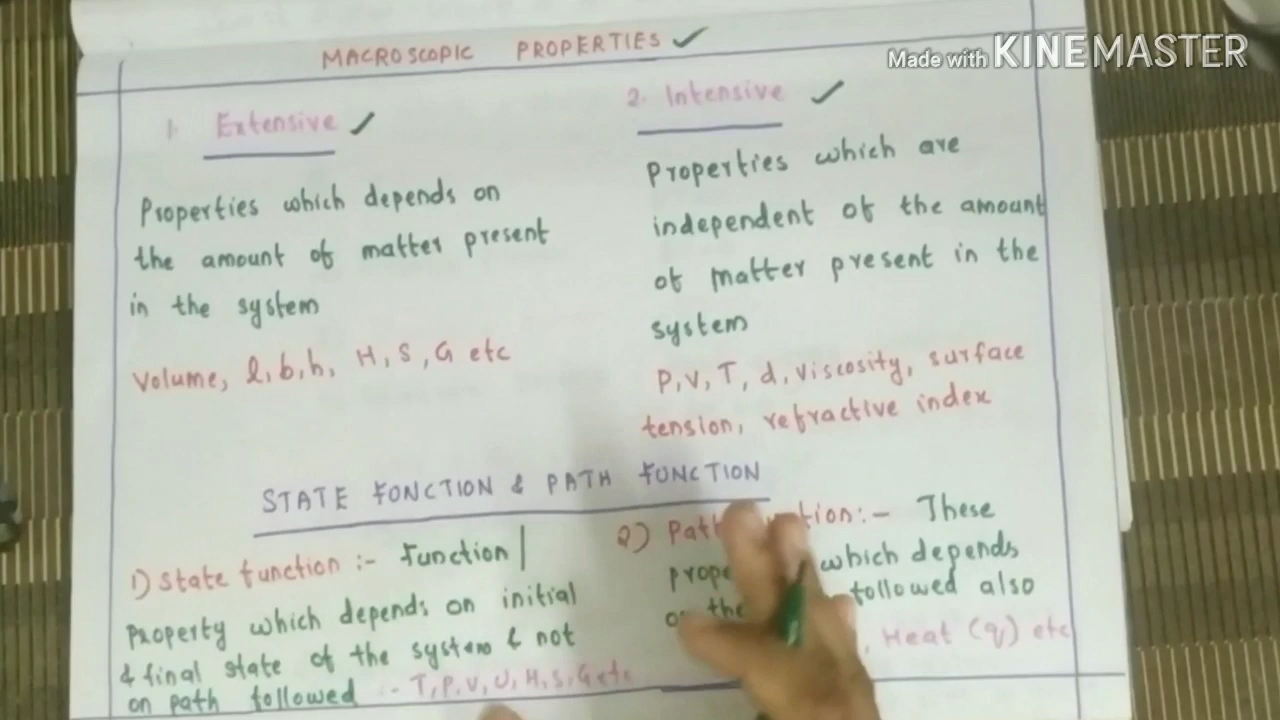 MACROSCOPIC PROPERTIES
Made with KINEMASTER
1. Extensive
Properties which depends on
the amount of matter present
in the system
Volume, l, b, h, H, S, G etc
2. Intensive
Properties which are
independent of the amount
of matter present in the
system
P, V, T, d, viscosity, surface
tension, refractive index
STATE FUNCTION & PATH FUNCTION
1) State function :- Function |
property which depends on initial
& final state of the system & not
on path followed :- T, P, V, U, H, S, G etc
2) Path :- These
which depends
followed also
, Heat (q) etc